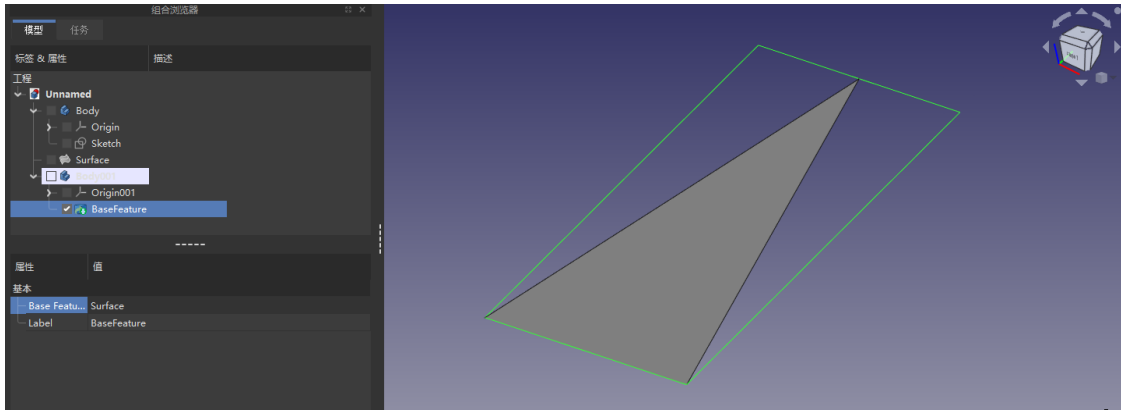 组合浏览器
模型 任务
标签 & 属性 描述
工程
Unnamed
Body
Origin
Sketch
Surface
Body001
Origin001
BaseFeature
属性 值
基本
Base Featu... Surface
Label BaseFeature